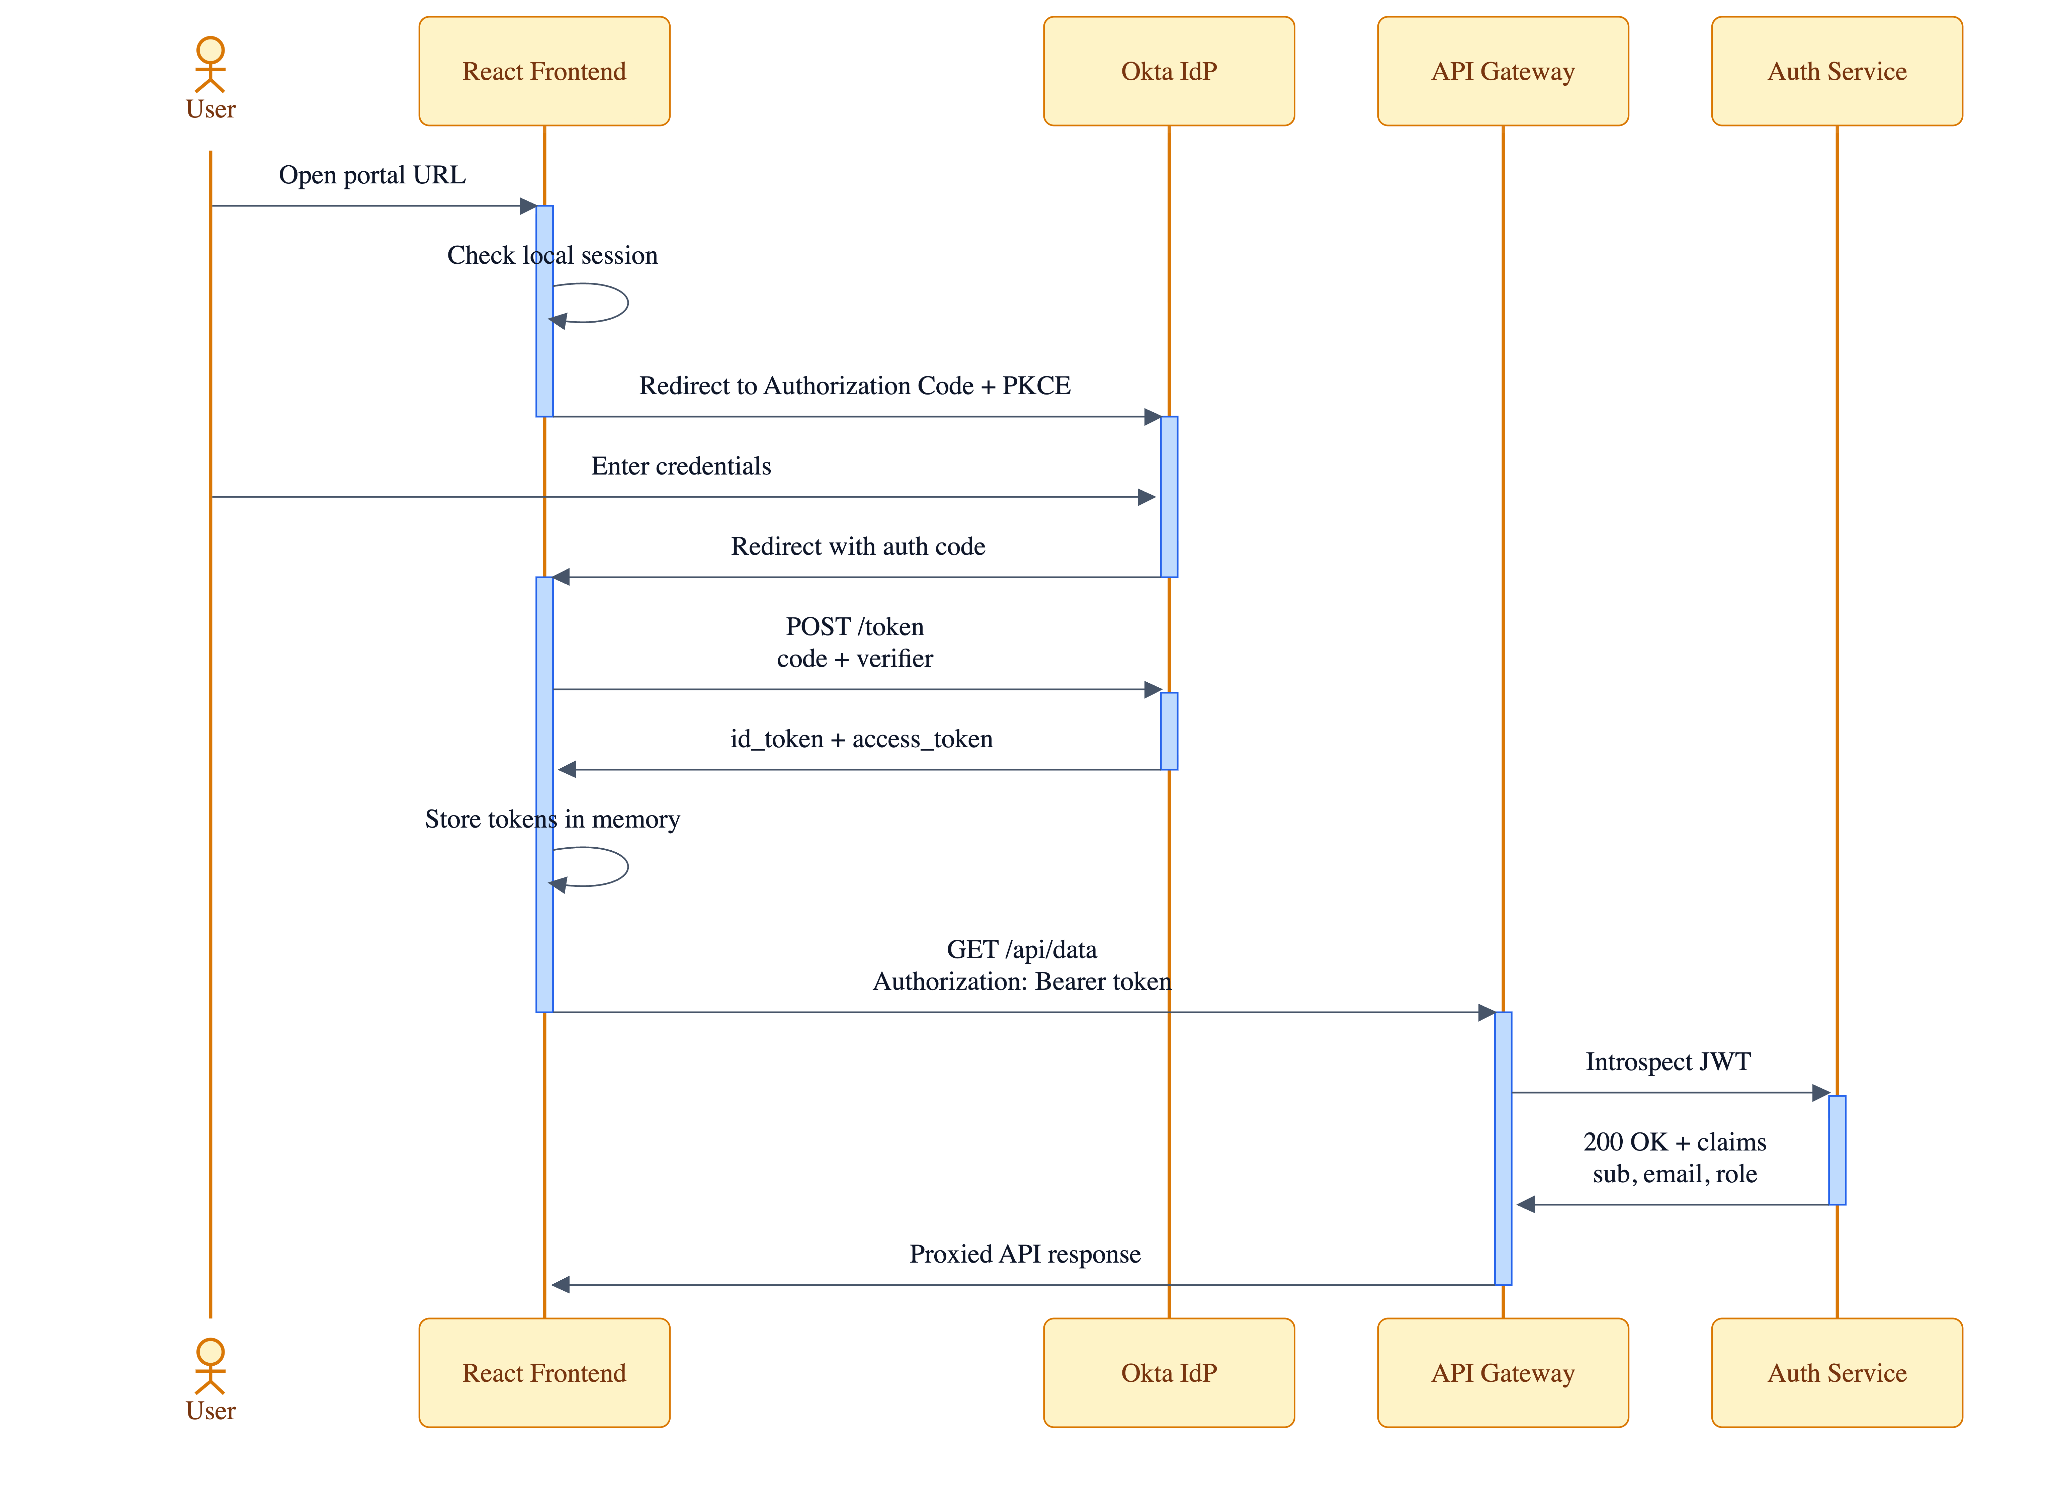 User
React Frontend
Okta IdP
API Gateway
Auth Service
Open portal URL
Check local session
Redirect to Authorization Code + PKCE
Enter credentials
Redirect with auth code
POST /token
code + verifier
id_token + access_token
Store tokens in memory
GET /api/data
Authorization: Bearer token
Introspect JWT
200 OK + claims
sub, email, role
Proxied API response
User
React Frontend
Okta IdP
API Gateway
Auth Service